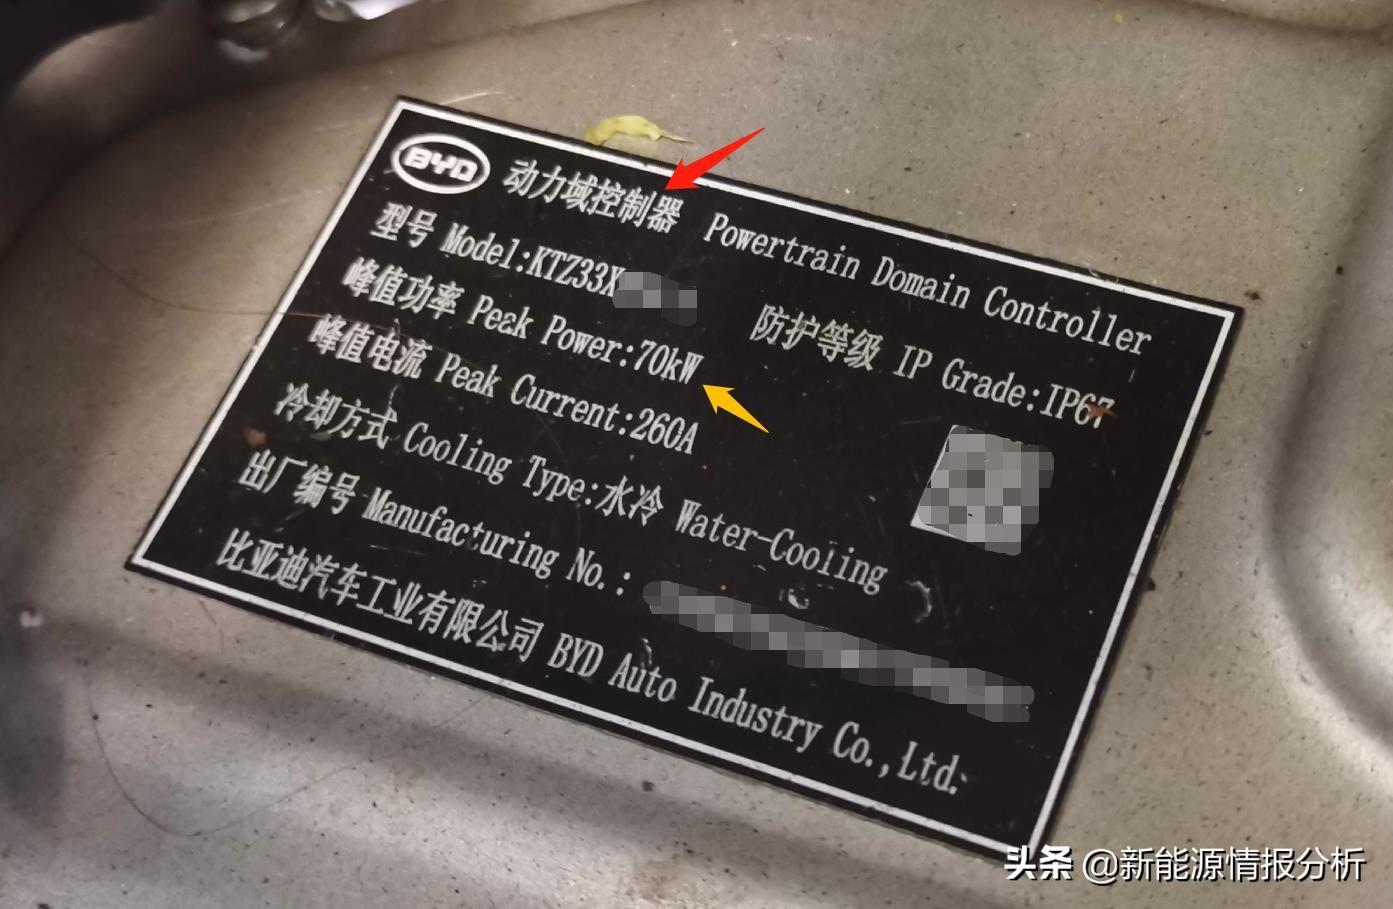 BYD 动力域控制器 Powertrain Domain Controller
型号 Model:KTZ33X
防护等级 IP Grade:IP67
峰值功率 Peak Power:70kW
峰值电流 Peak Current:260A
冷却方式 Cooling Type:水冷 Water-Cooling
出厂编号 Manufacturing No.:
比亚迪汽车工业有限公司 BYD Auto Industry Co.,Ltd.
头条 @新能源情报分析